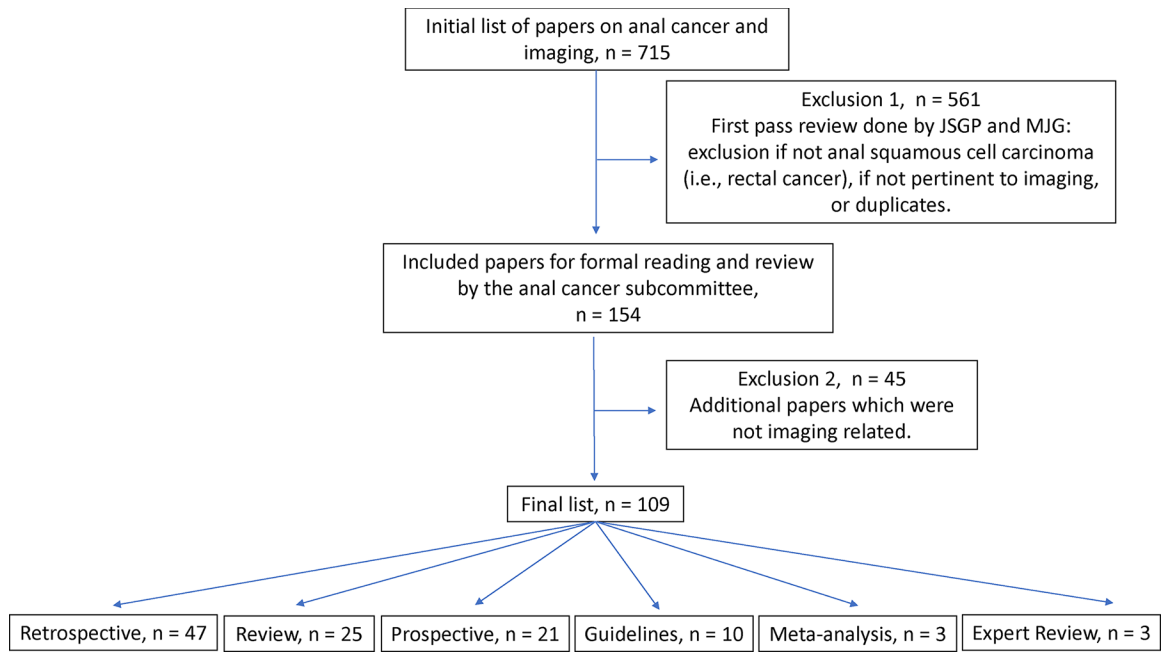 Initial list of papers on anal cancer and
imaging, n = 715
Exclusion 1, n = 561
First pass review done by JSGP and MJG:
exclusion if not anal squamous cell carcinoma
(i.e., rectal cancer), if not pertinent to imaging,
or duplicates.
Included papers for formal reading and review
by the anal cancer subcommittee,
n = 154
Exclusion 2, n = 45
Additional papers which were
not imaging related.
Final list, n = 109
Retrospective, n = 47
Review, n = 25
Prospective, n = 21
Guidelines, n = 10
Meta-analysis, n = 3
Expert Review, n = 3